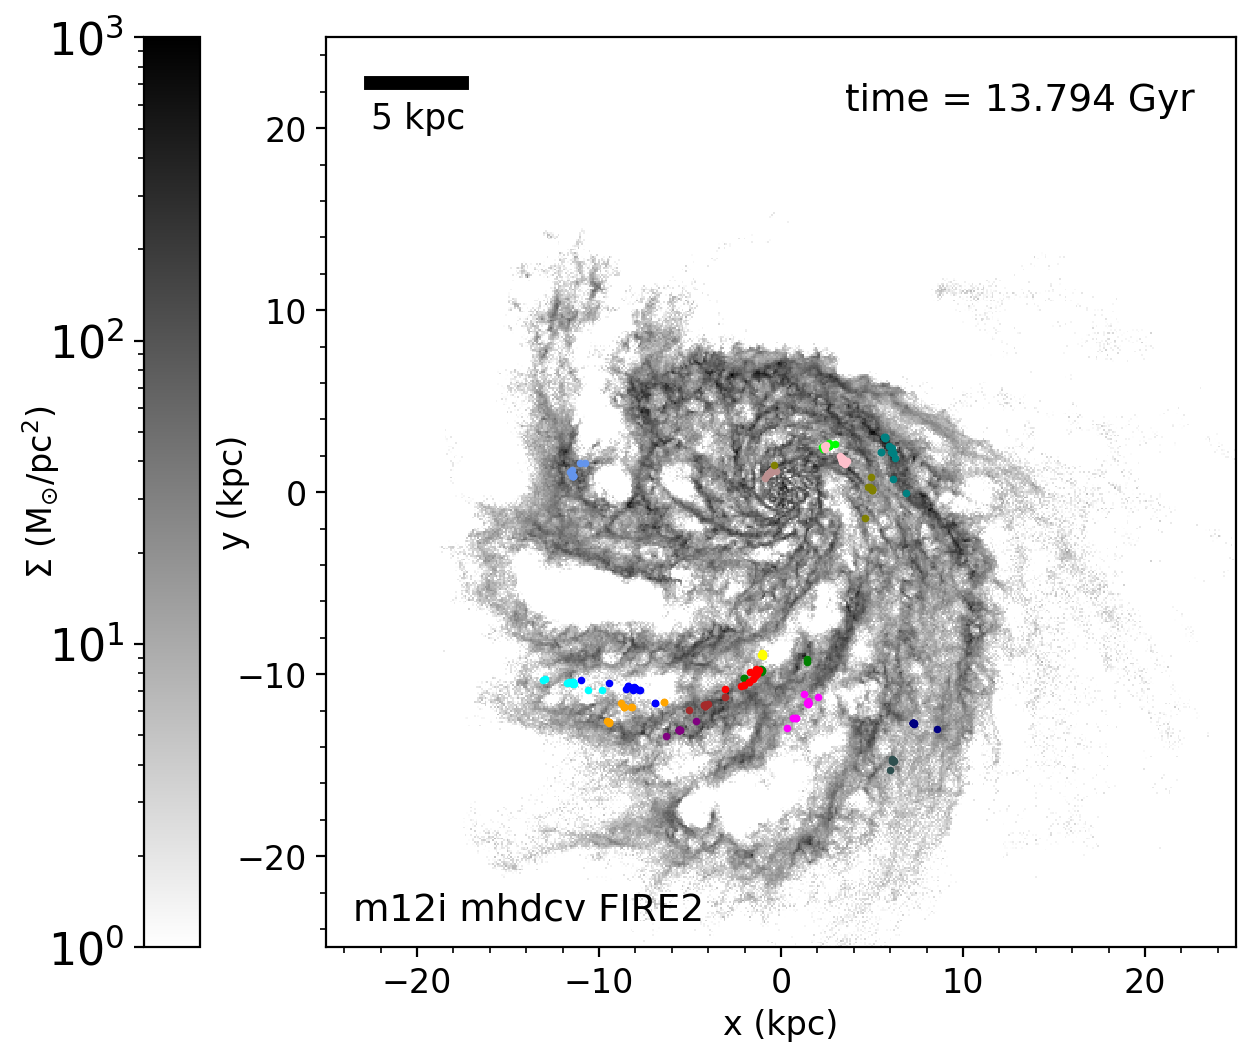 10³
10²
10¹
10⁰
Σ (M☉/pc²)
5 kpc
time = 13.794 Gyr
20
10
0
−10
−20
y (kpc)
m12i mhdcv FIRE2
−20 −10 0 10 20
x (kpc)